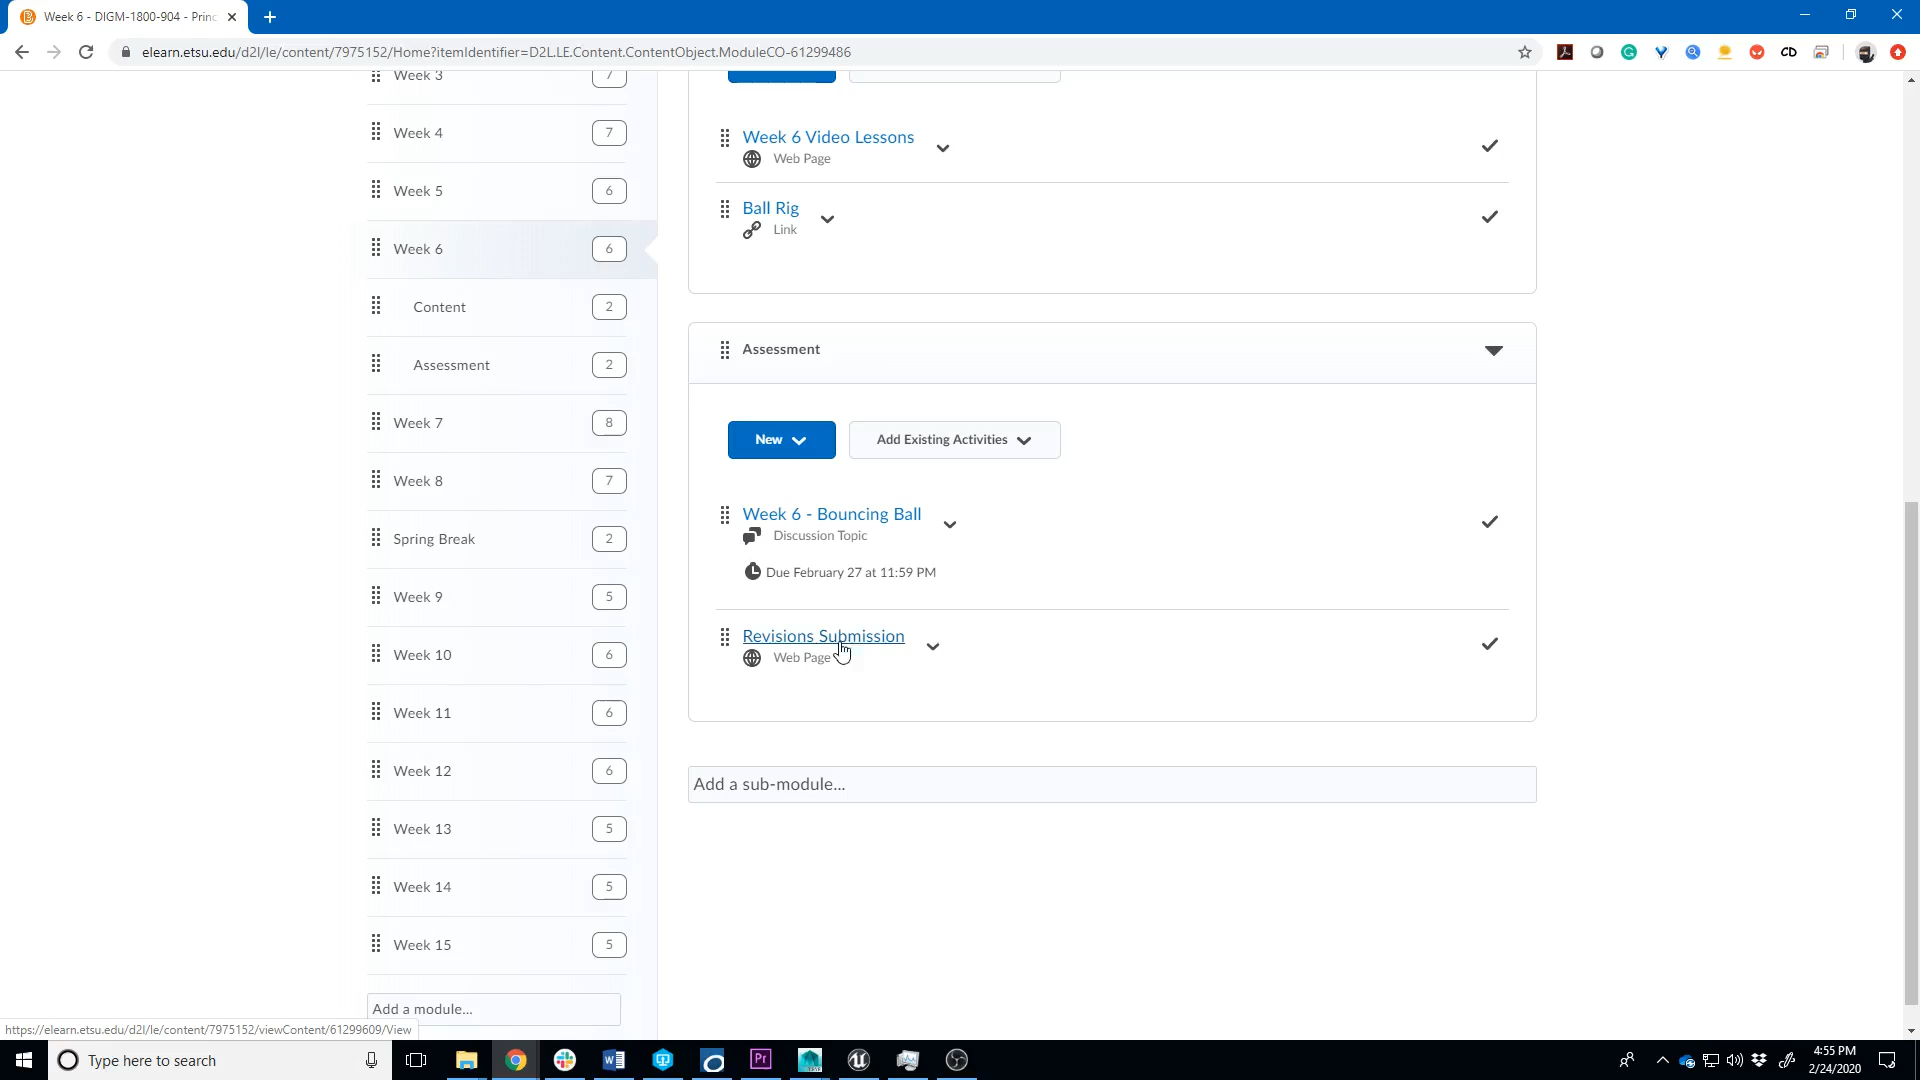 Week 6 - DIGM-1800-904 - Princ
elearn.etsu.edu/d2l/le/content/7975152/Home?itemIdentifier=D2L.LE.Content.ContentObject.ModuleCO-61299486
CD
Week 3
7
Week 4
7
Week 5
6
Week 6
6
Content
2
Assessment
2
Week 7
8
Week 8
7
Spring Break
2
Week 9
5
Week 10
6
Week 11
6
Week 12
6
Week 13
5
Week 14
5
Week 15
5
Add a module...
Week 6 Video Lessons
Web Page
Ball Rig
Link
Assessment
New
Add Existing Activities
Week 6 - Bouncing Ball
Discussion Topic
Due February 27 at 11:59 PM
Revisions Submission
Web Page
Add a sub-module...
https://elearn.etsu.edu/d2l/le/content/7975152/viewContent/61299609/View
Type here to search
Pr
4:55 PM
2/24/2020